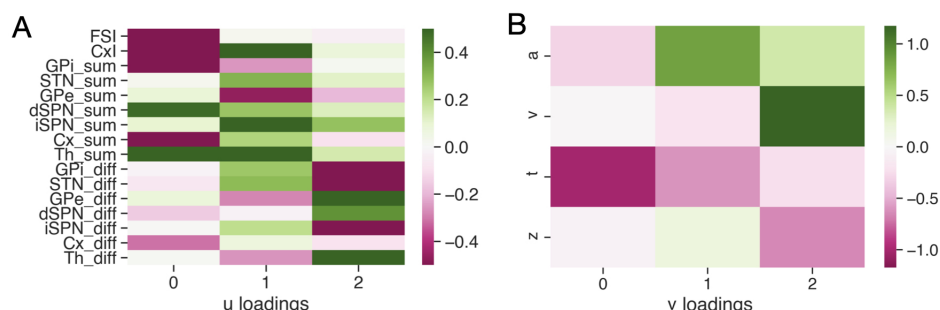 A
FSI
CxI
GPi_sum
STN_sum
GPe_sum
dSPN_sum
iSPN_sum
Cx_sum
Th_sum
GPi_diff
STN_diff
GPe_diff
dSPN_diff
iSPN_diff
Cx_diff
Th_diff
0 1 2
u loadings
0.4
0.2
0.0
−0.2
−0.4
B
a
v
t
z
0 1 2
v loadings
1.0
0.5
0.0
−0.5
−1.0